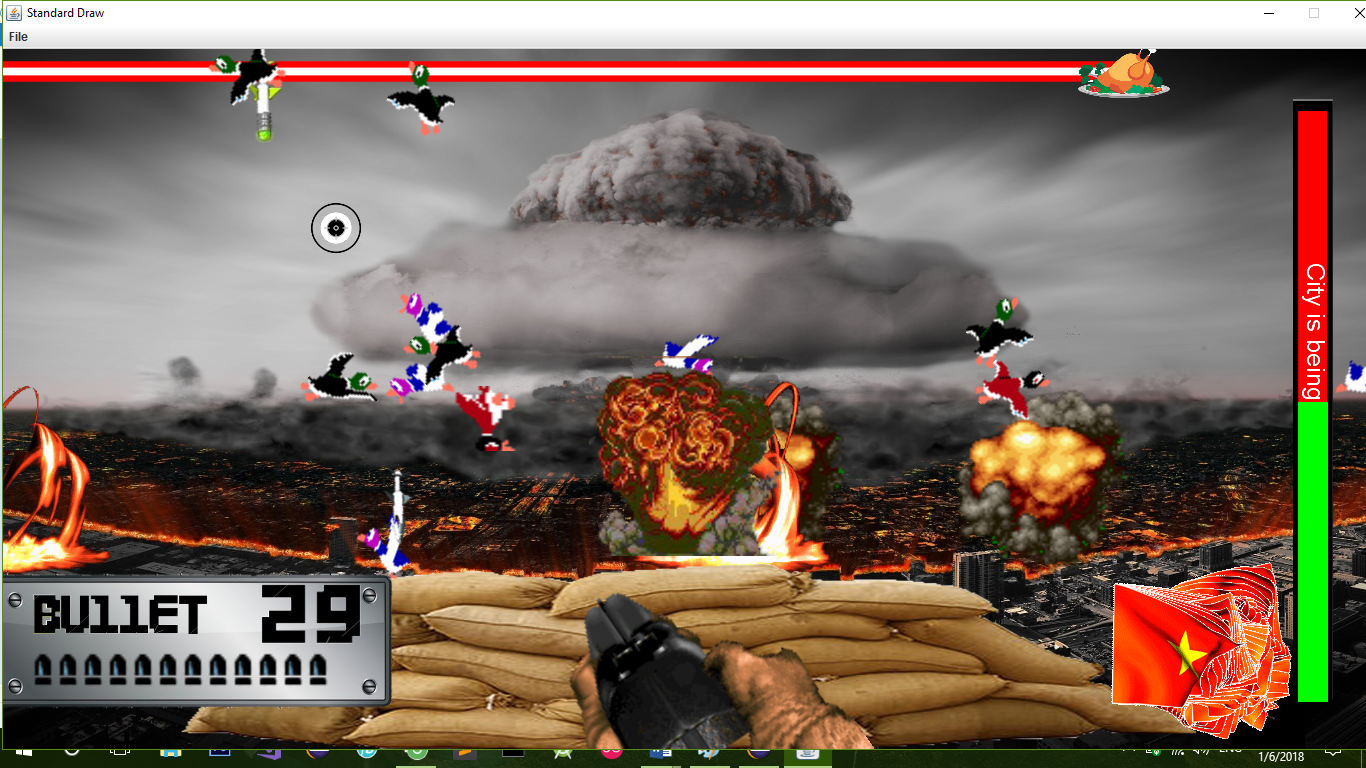 Standard Draw
File
City is being
BUllET 29
1/6/2018